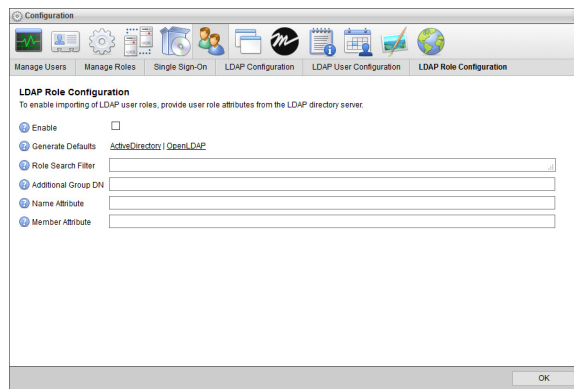 Configuration
Manage Users Manage Roles Single Sign-On LDAP Configuration LDAP User Configuration LDAP Role Configuration
LDAP Role Configuration
To enable importing of LDAP user roles, provide user role attributes from the LDAP directory server.
Enable
Generate Defaults ActiveDirectory | OpenLDAP
Role Search Filter
Additional Group DN
Name Attribute
Member Attribute
OK